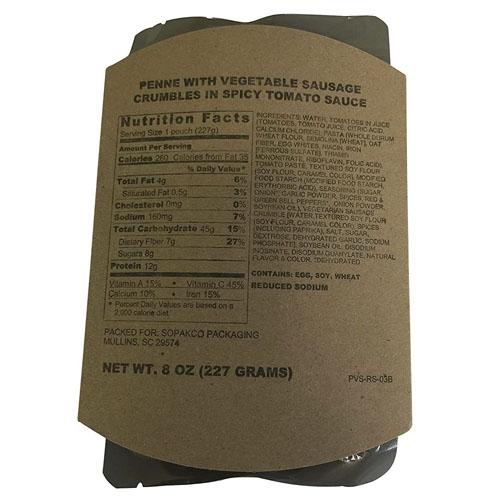 PENNE WITH VEGETABLE SAUSAGE
CRUMBLES IN SPICY TOMATO SAUCE
Nutrition Facts
Serving Size 1 pouch (227g)
Amount Per Serving
Calories 260 Calories from Fat 35
% Daily Value*
Total Fat 4g 6%
Saturated Fat 0.5g 3%
Cholesterol 0mg 0%
Sodium 160mg 7%
Total Carbohydrate 45g 15%
Dietary Fiber 7g 27%
Sugars 8g
Protein 12g
Vitamin A 15% • Vitamin C 45%
Calcium 10% • Iron 15%
* Percent Daily Values are based on a
2,000 calorie diet.
PACKED FOR: SOPAKCO PACKAGING
MULLINS, SC 29574
NET WT. 8 OZ (227 GRAMS)
INGREDIENTS: WATER, TOMATOES IN JUICE
(TOMATOES, TOMATO JUICE, CITRIC ACID,
CALCIUM CHLORIDE), PASTA (WHOLE DURUM
WHEAT FLOUR, SEMOLINA [WHEAT], OAT
FIBER, EGG WHITES, NIACIN, IRON
[FERROUS SULFATE], THIAMIN
MONONITRATE, RIBOFLAVIN, FOLIC ACID),
TOMATO PASTE, TEXTURED SOY FLOUR
(SOY FLOUR, CARAMEL COLOR), MODIFIED
FOOD STARCH (MODIFIED FOOD STARCH,
ERYTHORBIC ACID), SEASONING (SUGAR,
ONION, GARLIC POWDER, SPICES, RED &
GREEN BELL PEPPERS), ONION POWDER,
SOYBEAN OIL, VEGETARIAN SAUSAGE
CRUMBLE (WATER, TEXTURED SOY FLOUR
[SOY FLOUR, CARAMEL COLOR], SPICES
(INCLUDING PAPRIKA), SALT, SUGAR,
DEXTROSE, DEHYDRATED GARLIC, SODIUM
PHOSPHATE), SOYBEAN OIL, DISODIUM
INOSINATE, DISODIUM GUANYLATE, NATURAL
FLAVOR & COLOR, DEHYDRATED
CONTAINS: EGG, SOY, WHEAT
REDUCED SODIUM
PVS-RS-03B